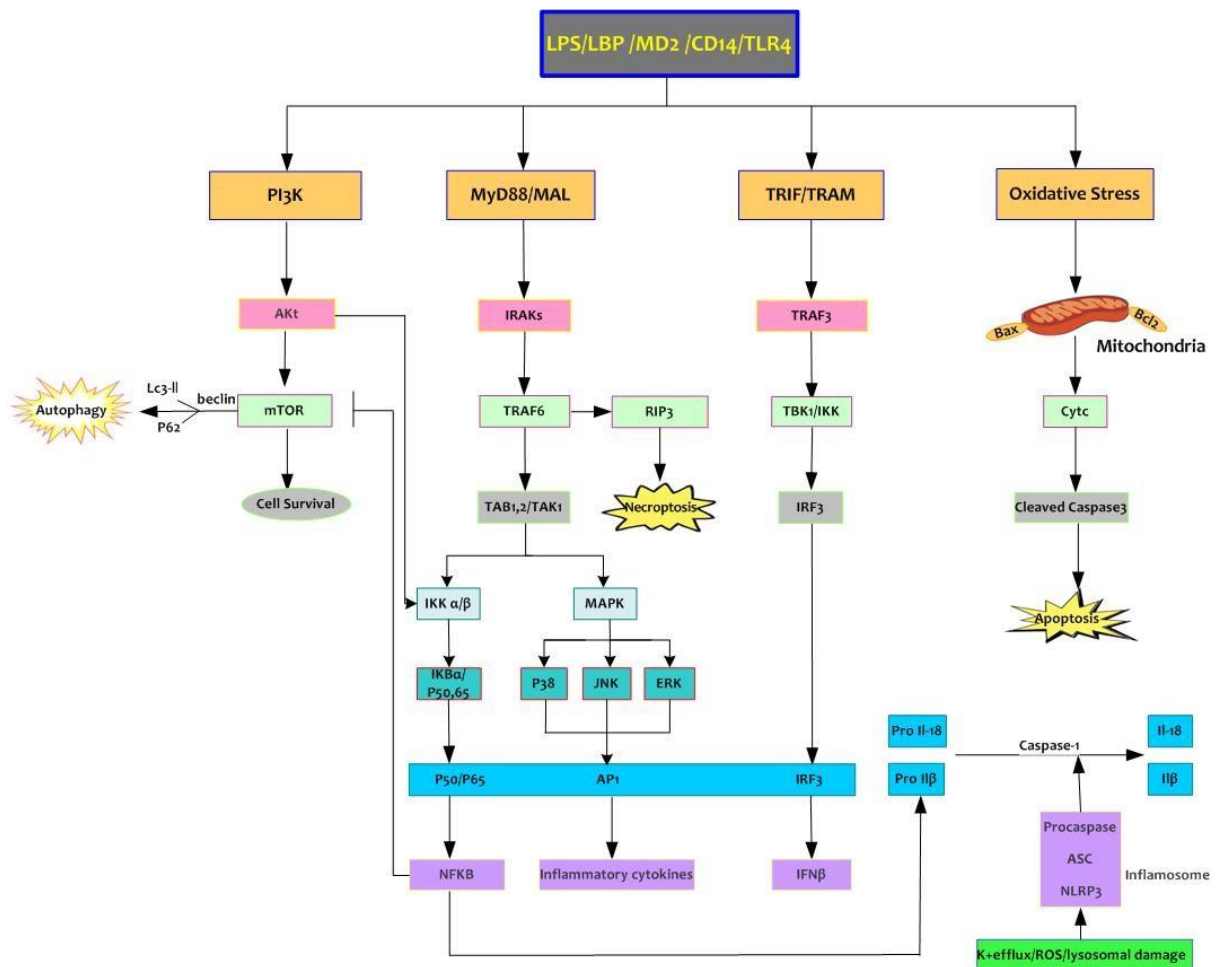 LPS/LBP /MD2 /CD14/TLR4
PI3K
MyD88/MAL
TRIF/TRAM
Oxidative Stress
AKt
IRAKs
TRAF3
Bax
Bcl2
Mitochondria
Autophagy
Lc3-ll
P62
beclin
mTOR
TRAF6
RIP3
TBK1/IKK
Cytc
Cell Survival
TAB1,2/TAK1
Necroptosis
IRF3
Cleaved Caspase3
IKK α/β
MAPK
Apoptosis
IKBα/
P50,65
P38
JNK
ERK
Pro Il-18
Caspase-1
Il-18
P50/P65
AP1
IRF3
Pro Ilβ
Ilβ
Procaspase
ASC
NLRP3
Inflamosome
NFKB
Inflammatory cytokines
IFNβ
K+efflux/ROS/lysosomal damage